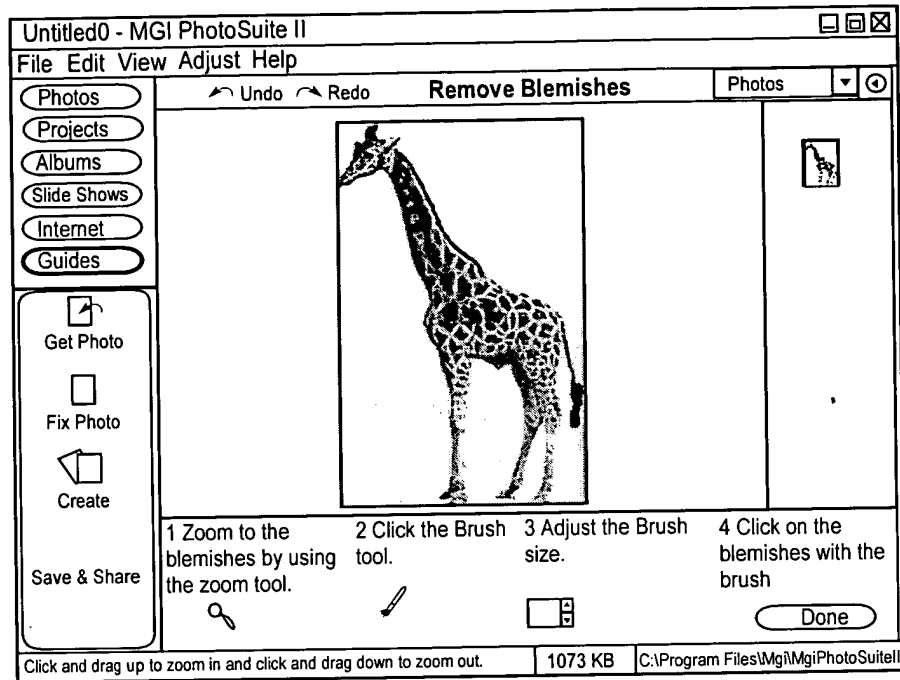 Untitled0 - MGI PhotoSuite II
File Edit View Adjust Help
Photos
Projects
Albums
Slide Shows
Internet
Guides
Undo Redo
Remove Blemishes
Photos
Get Photo
Fix Photo
Create
Save & Share
1 Zoom to the
blemishes by using
the zoom tool.
2 Click the Brush
tool.
3 Adjust the Brush
size.
4 Click on the
blemishes with the
brush
Done
Click and drag up to zoom in and click and drag down to zoom out.
1073 KB
C:\Program Files\Mgi\MgiPhotoSuiteII